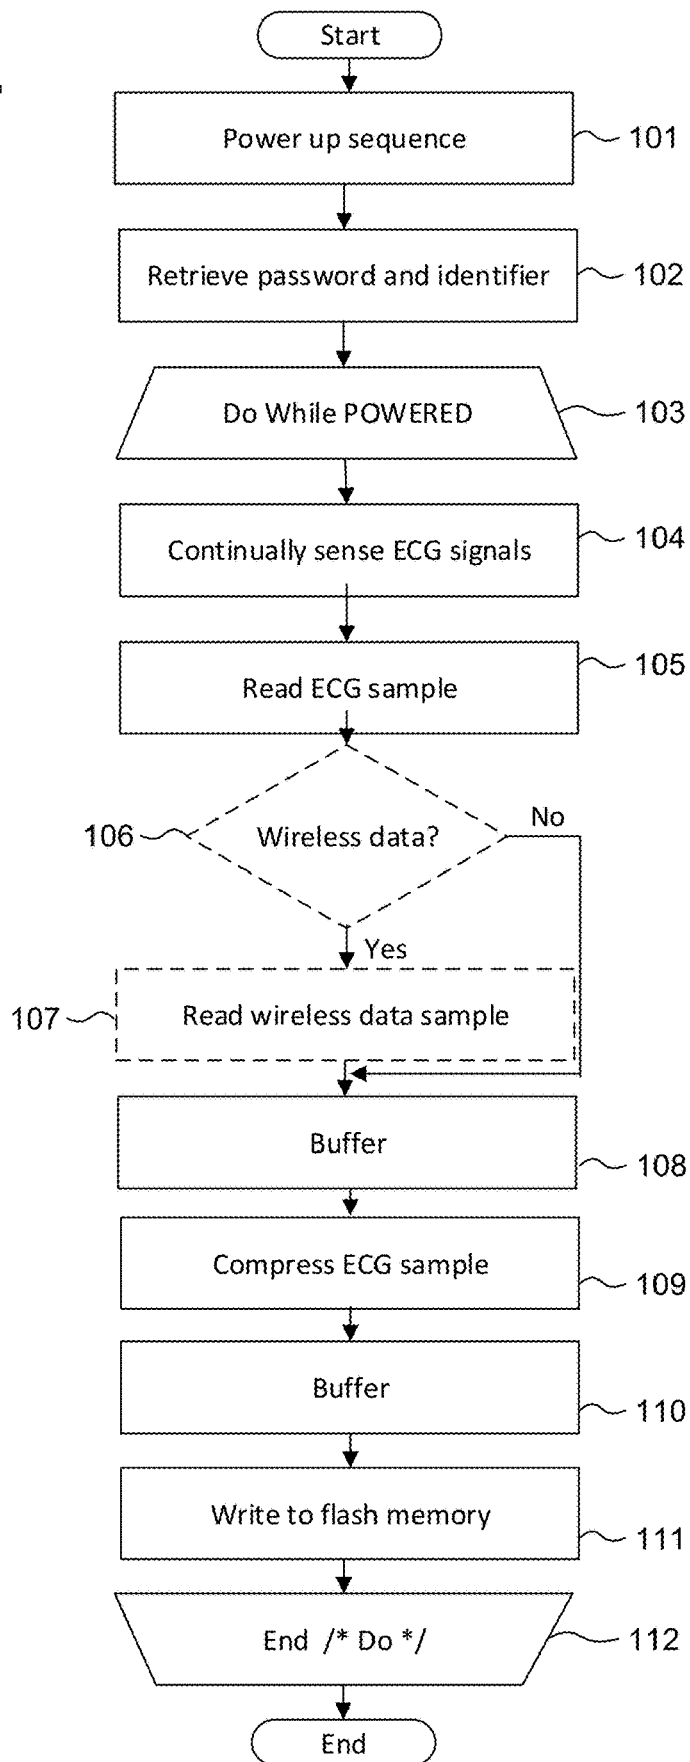 Start
Power up sequence
101
Retrieve password and identifier
102
Do While POWERED
103
Continually sense ECG signals
104
Read ECG sample
105
106
Wireless data?
No
Yes
107
Read wireless data sample
Buffer
108
Compress ECG sample
109
Buffer
110
Write to flash memory
111
End /* Do */
112
End